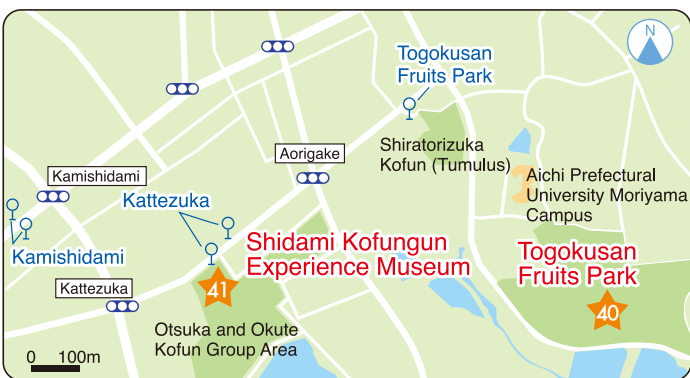 N
Togokusan
Fruits Park
Shiratorizuka
Kofun (Tumulus)
Aorigake
Aichi Prefectural
University Moriyama
Campus
Kamishidami
Kattezuka
Kamishidami
Shidami Kofungun
Experience Museum
Togokusan
Fruits Park
Kattezuka
41
40
Otsuka and Okute
Kofun Group Area
0 100m